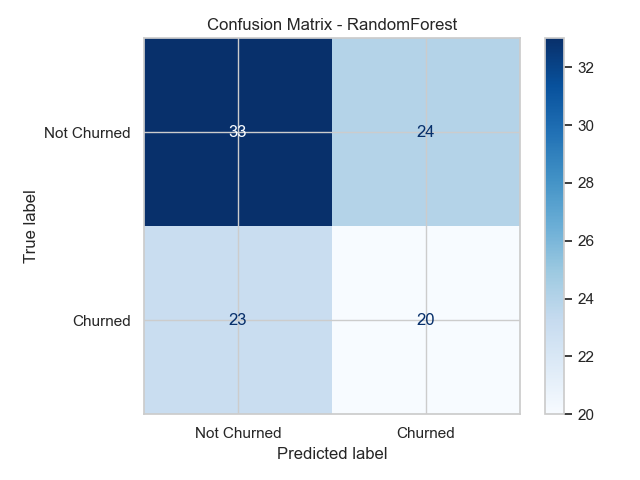 Confusion Matrix - RandomForest
True label
Not Churned
Churned
33
24
23
20
Not Churned
Churned
Predicted label
32
30
28
26
24
22
20